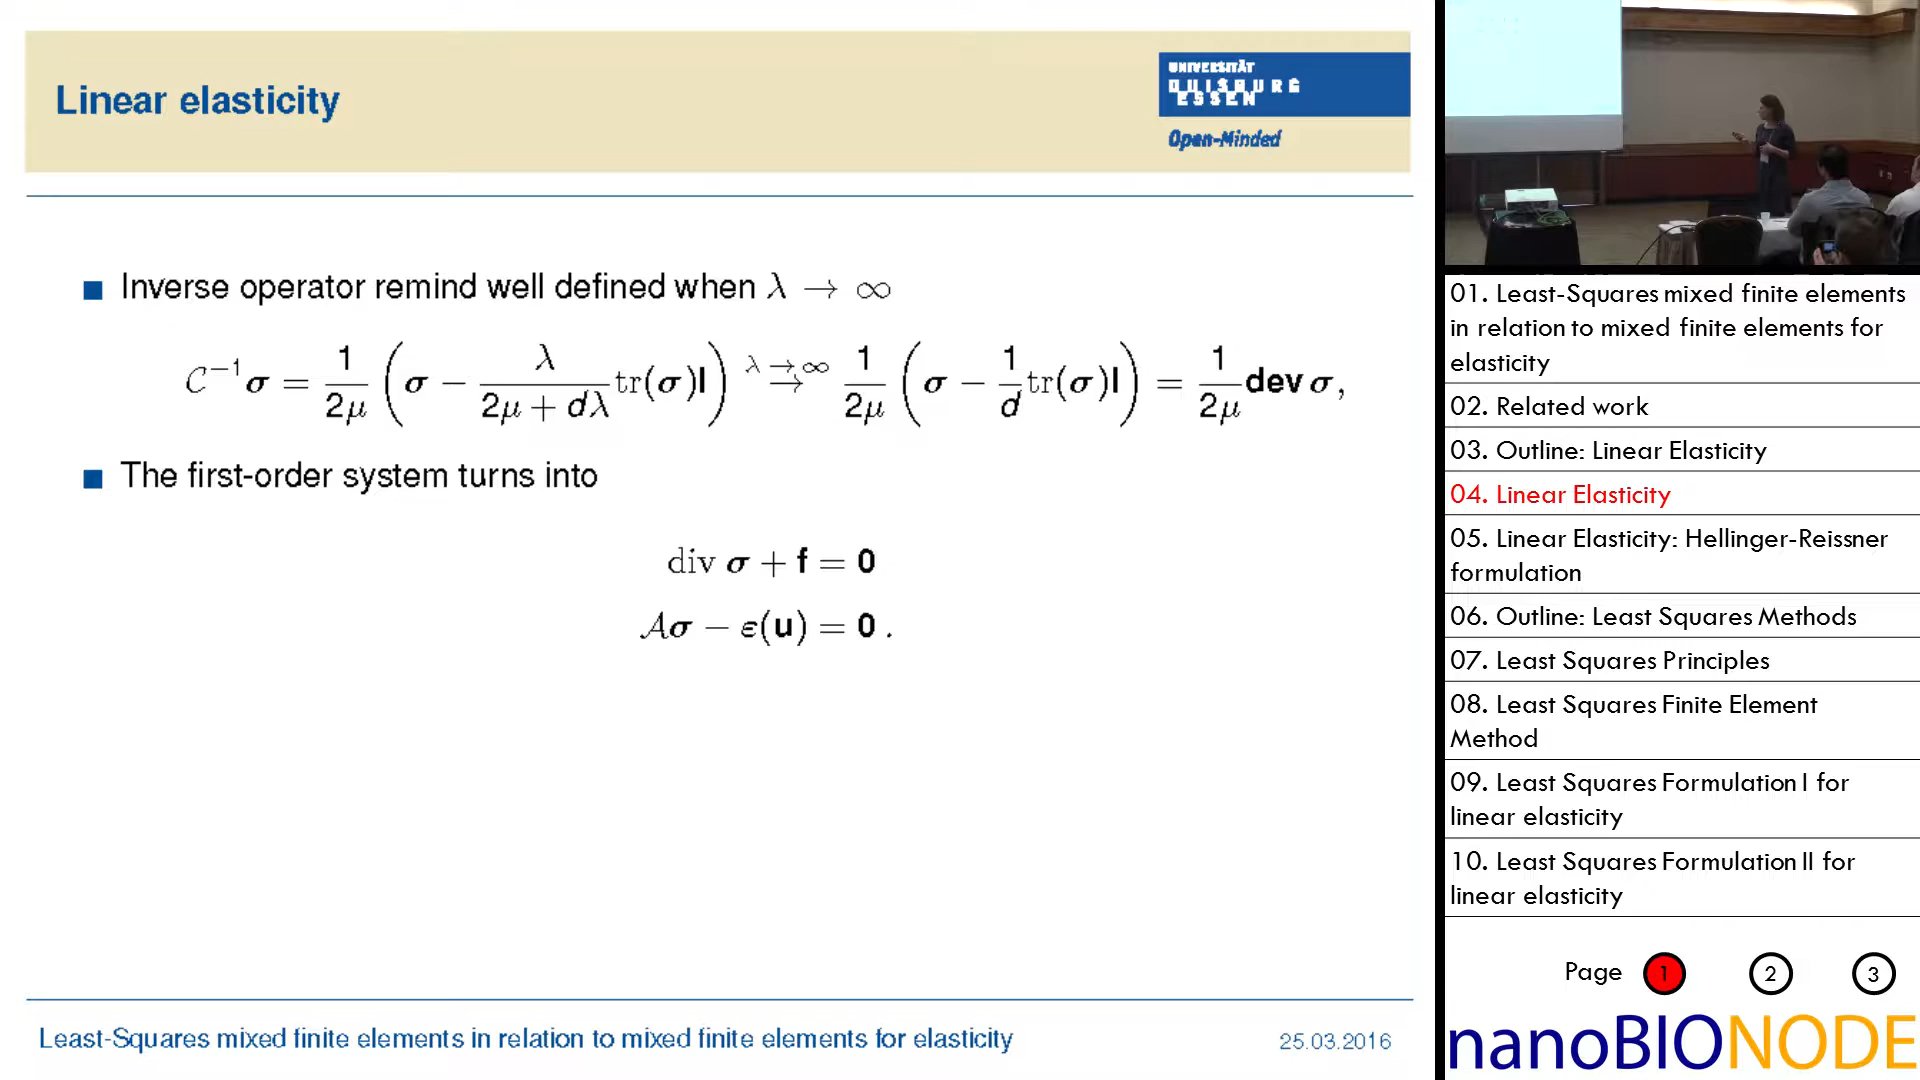 Linear elasticity
UNIVERSITÄT
DUISBURG
ESSEN
Open-Minded
Inverse operator remind well defined when λ → ∞
𝒞⁻¹σ = 1/2μ (σ − λ/(2μ + dλ) tr(σ)I) →^{λ→∞} 1/2μ (σ − 1/d tr(σ)I) = 1/2μ dev σ,
The first-order system turns into
div σ + f = 0
𝒜σ − ε(u) = 0 .
Least-Squares mixed finite elements in relation to mixed finite elements for elasticity
25.03.2016
01. Least-Squares mixed finite elements
in relation to mixed finite elements for
elasticity
02. Related work
03. Outline: Linear Elasticity
04. Linear Elasticity
05. Linear Elasticity: Hellinger-Reissner
formulation
06. Outline: Least Squares Methods
07. Least Squares Principles
08. Least Squares Finite Element
Method
09. Least Squares Formulation I for
linear elasticity
10. Least Squares Formulation II for
linear elasticity
Page 1 2 3
nanoBIONODE